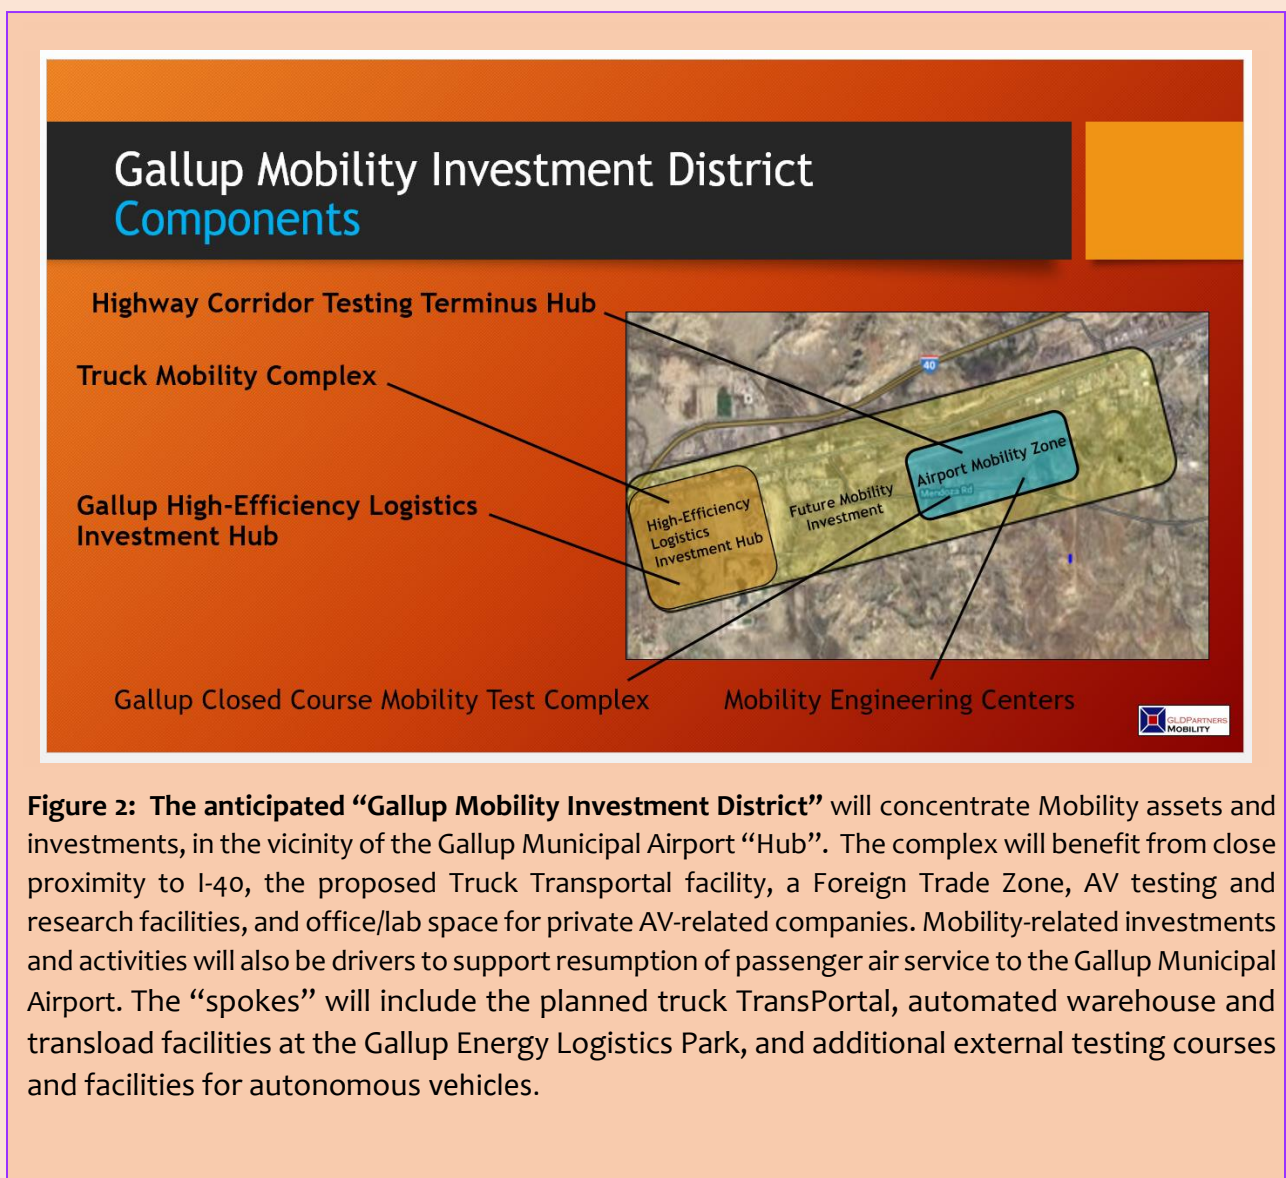 Gallup Mobility Investment District
Components
Highway Corridor Testing Terminus Hub
Truck Mobility Complex
Gallup High-Efficiency Logistics
Investment Hub
40
Airport Mobility Zone
Mendoza Rd
Future Mobility
Investment
High-Efficiency
Logistics
Investment Hub
Gallup Closed Course Mobility Test Complex
Mobility Engineering Centers
GLDPARTNERS
MOBILITY
Figure 2: The anticipated “Gallup Mobility Investment District” will concentrate Mobility assets and
investments, in the vicinity of the Gallup Municipal Airport “Hub”. The complex will benefit from close
proximity to I-40, the proposed Truck Transportal facility, a Foreign Trade Zone, AV testing and
research facilities, and office/lab space for private AV-related companies. Mobility-related investments
and activities will also be drivers to support resumption of passenger air service to the Gallup Municipal
Airport. The “spokes” will include the planned truck TransPortal, automated warehouse and
transload facilities at the Gallup Energy Logistics Park, and additional external testing courses
and facilities for autonomous vehicles.